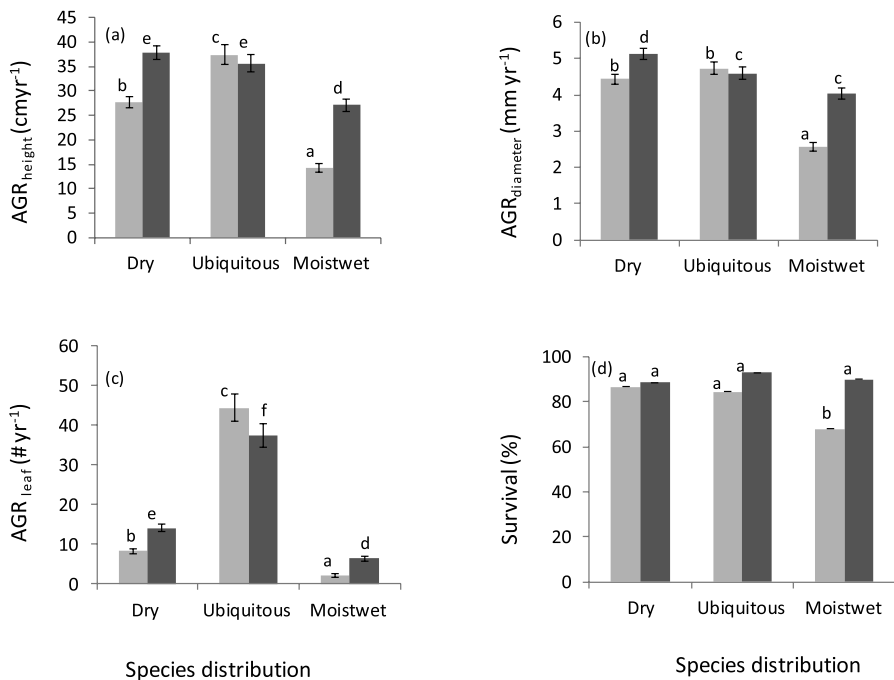 (a)
AGRheight (cmyr-1)
45
40
35
30
25
20
15
10
5
0
b
e
c
e
a
d
Dry Ubiquitous Moistwet
(b)
AGRdiameter (mm yr-1)
6
5
4
3
2
1
0
b
d
b
c
a
c
Dry Ubiquitous Moistwet
(c)
AGR leaf (# yr-1)
60
50
40
30
20
10
0
b
e
c
f
a
d
Dry Ubiquitous Moistwet
Species distribution
(d)
Survival (%)
100
80
60
40
20
0
a
a
a
a
b
a
Dry Ubiquitous Moistwet
Species distribution